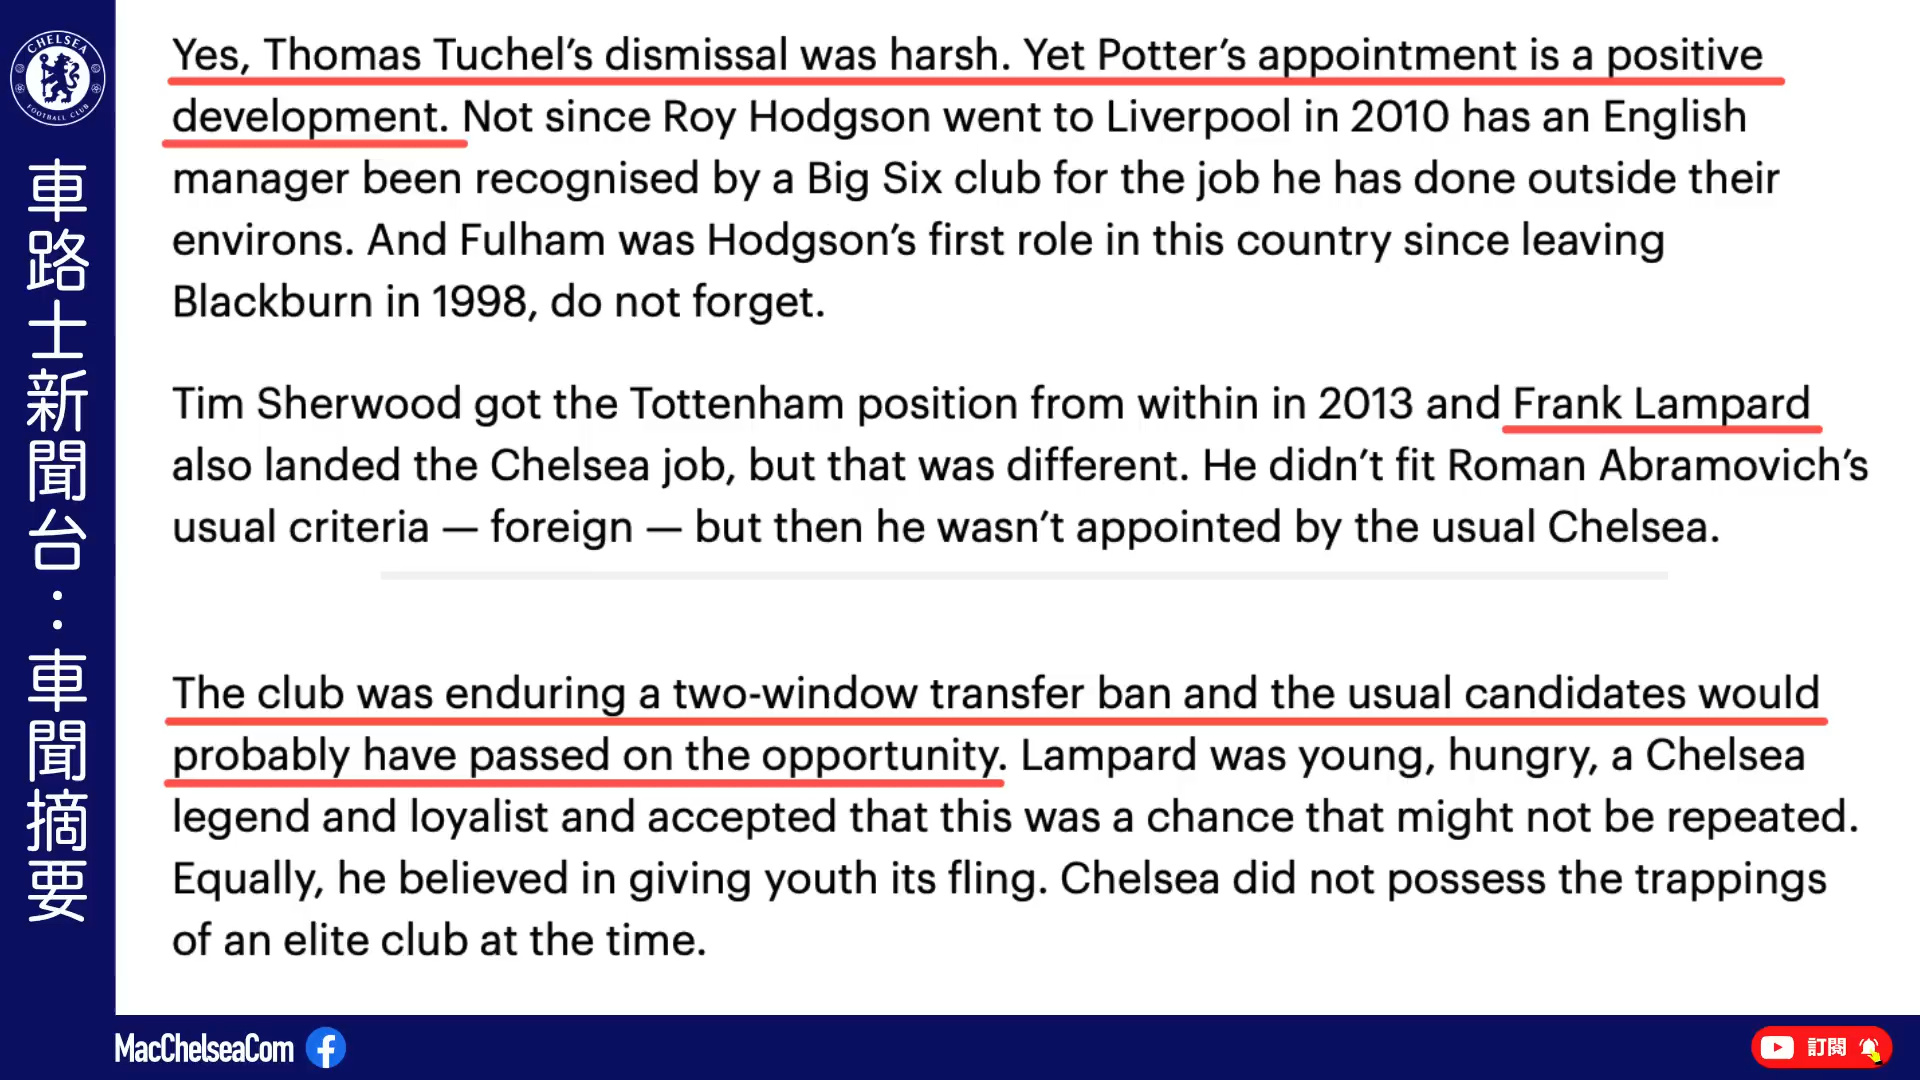 CHELSEA
FOOTBALL CLUB
車路士新聞台：車聞摘要
Yes, Thomas Tuchel’s dismissal was harsh. Yet Potter’s appointment is a positive
development. Not since Roy Hodgson went to Liverpool in 2010 has an English
manager been recognised by a Big Six club for the job he has done outside their
environs. And Fulham was Hodgson’s first role in this country since leaving
Blackburn in 1998, do not forget.
Tim Sherwood got the Tottenham position from within in 2013 and Frank Lampard
also landed the Chelsea job, but that was different. He didn’t fit Roman Abramovich’s
usual criteria — foreign — but then he wasn’t appointed by the usual Chelsea.
The club was enduring a two-window transfer ban and the usual candidates would
probably have passed on the opportunity. Lampard was young, hungry, a Chelsea
legend and loyalist and accepted that this was a chance that might not be repeated.
Equally, he believed in giving youth its fling. Chelsea did not possess the trappings
of an elite club at the time.
MacChelseaCom
訂閱